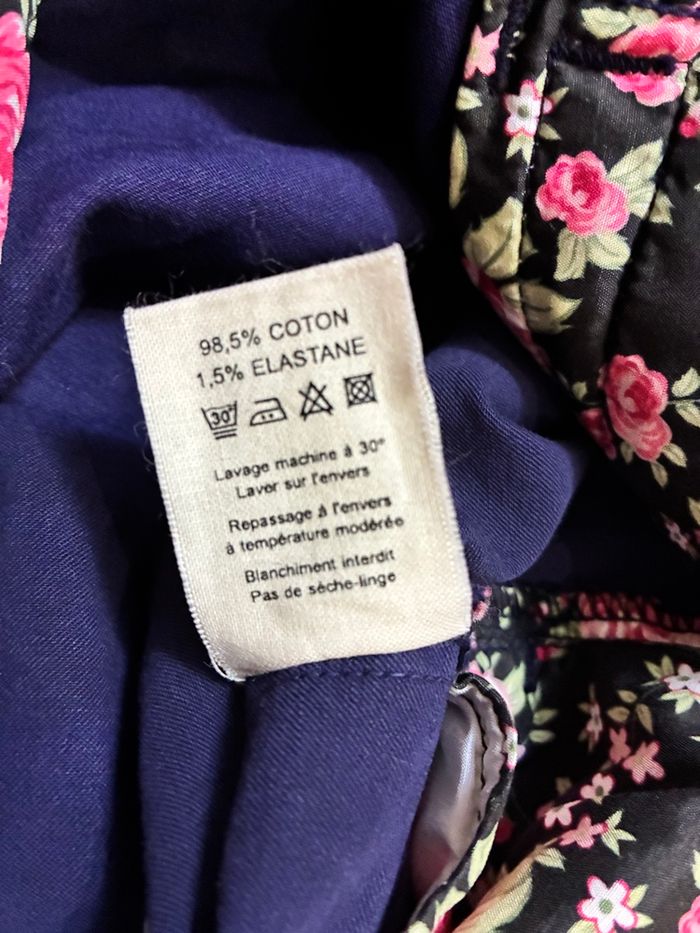 98,5% COTON
1,5% ELASTANE
30°
Lavage machine à 30°
Laver sur l'envers
Repassage à l'envers
à température modérée
Blanchiment interdit
Pas de sèche-linge